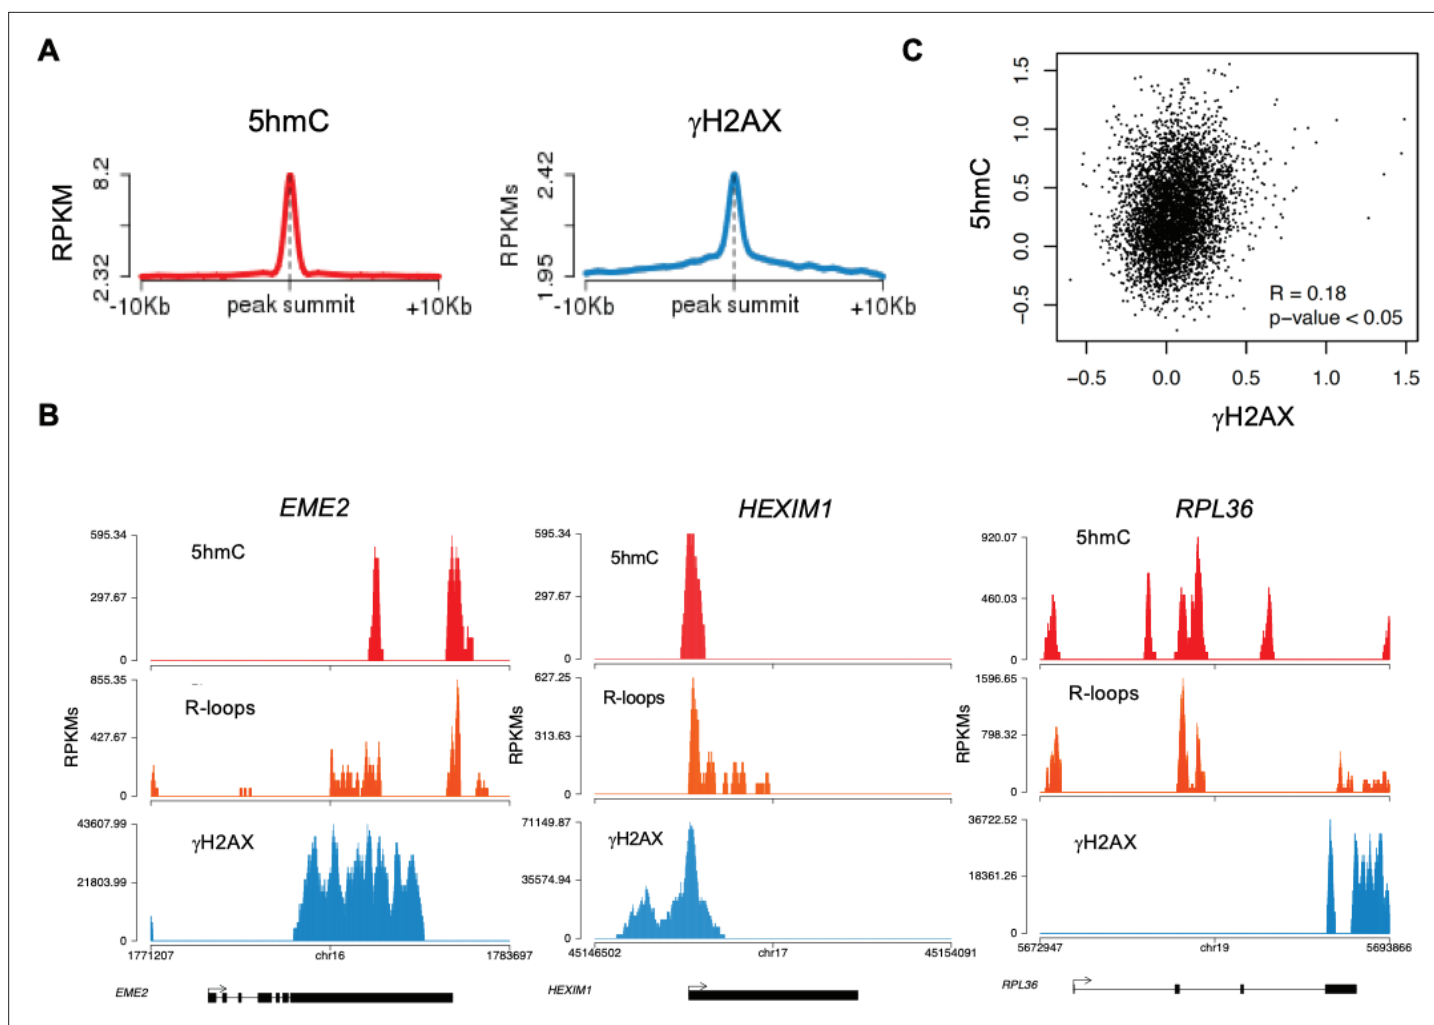 A
5hmC
RPKM
8.2
2.32
-10Kb
peak summit
+10Kb
γH2AX
RPKMs
2.42
1.95
-10Kb
peak summit
+10Kb
C
5hmC
1.5
1.0
0.5
0.0
−0.5
R = 0.18
p−value < 0.05
−0.5
0.0
0.5
1.0
1.5
γH2AX
B
EME2
595.34
297.67
0
5hmC
RPKMs
855.35
427.67
0
R-loops
43607.99
21803.99
0
γH2AX
1771207
chr16
1783697
EME2
HEXIM1
595.34
297.67
0
5hmC
RPKMs
627.25
313.63
0
R-loops
71149.87
35574.94
0
γH2AX
45146502
chr17
45154091
HEXIM1
RPL36
920.07
460.03
0
5hmC
RPKMs
1596.65
798.32
0
R-loops
36722.52
18361.26
0
γH2AX
5672947
chr19
5693866
RPL36